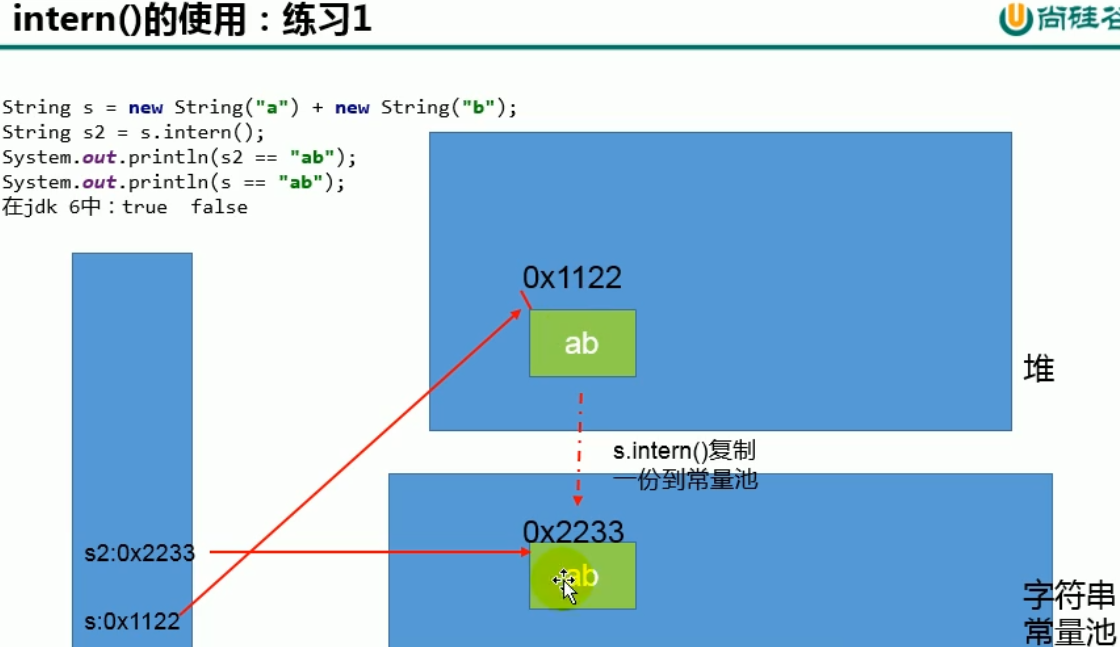 intern()的使用：练习1
尚硅谷
String s = new String("a") + new String("b");
String s2 = s.intern();
System.out.println(s2 == "ab");
System.out.println(s == "ab");
在jdk 6中：true  false
0x1122
ab
堆
s.intern()复制
一份到常量池
0x2233
ab
s2:0x2233
s:0x1122
字符串
常量池